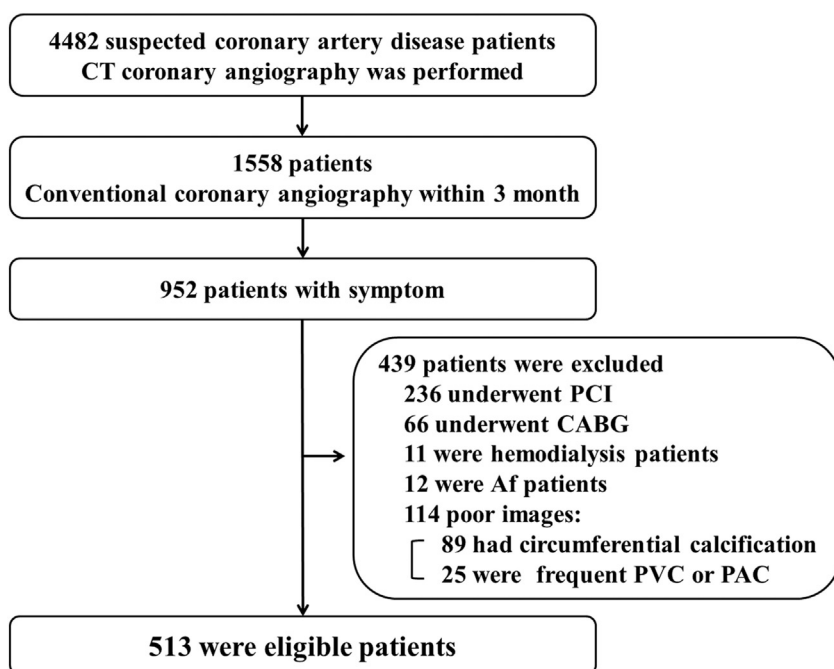 4482 suspected coronary artery disease patients
CT coronary angiography was performed
1558 patients
Conventional coronary angiography within 3 month
952 patients with symptom
439 patients were excluded
236 underwent PCI
66 underwent CABG
11 were hemodialysis patients
12 were Af patients
114 poor images:
89 had circumferential calcification
25 were frequent PVC or PAC
513 were eligible patients